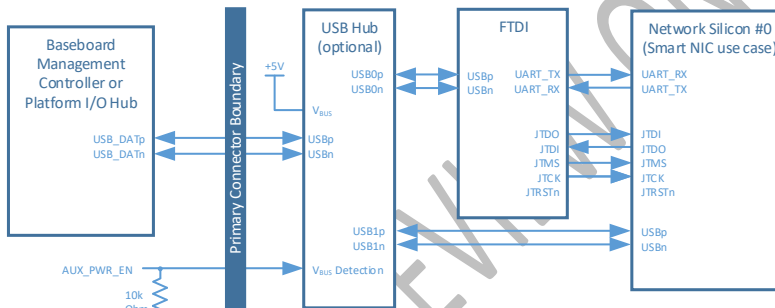 Baseboard
Management
Controller or
Platform I/O Hub
USB_DATp
USB_DATn
AUX_PWR_EN
10k
Primary Connector Boundary
USB Hub
(optional)
+5V
VBUS
USB0p
USB0n
USBp
USBn
USB1p
USB1n
VBUS Detection
FTDI
USBp
USBn
UART_TX
UART_RX
JTDO
JTDI
JTMS
JTCK
JTRSTn
Network Silicon #0
(Smart NIC use case)
UART_RX
UART_TX
JTDI
JTDO
JTMS
JTCK
JTRSTn
USBp
USBn